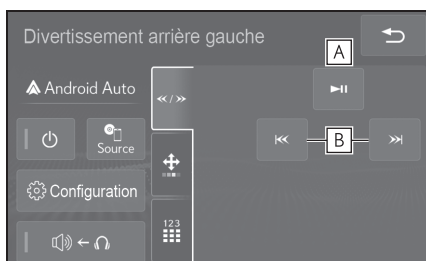 Divertissement arrière gauche
A
Android Auto
Source
B
Configuration
123